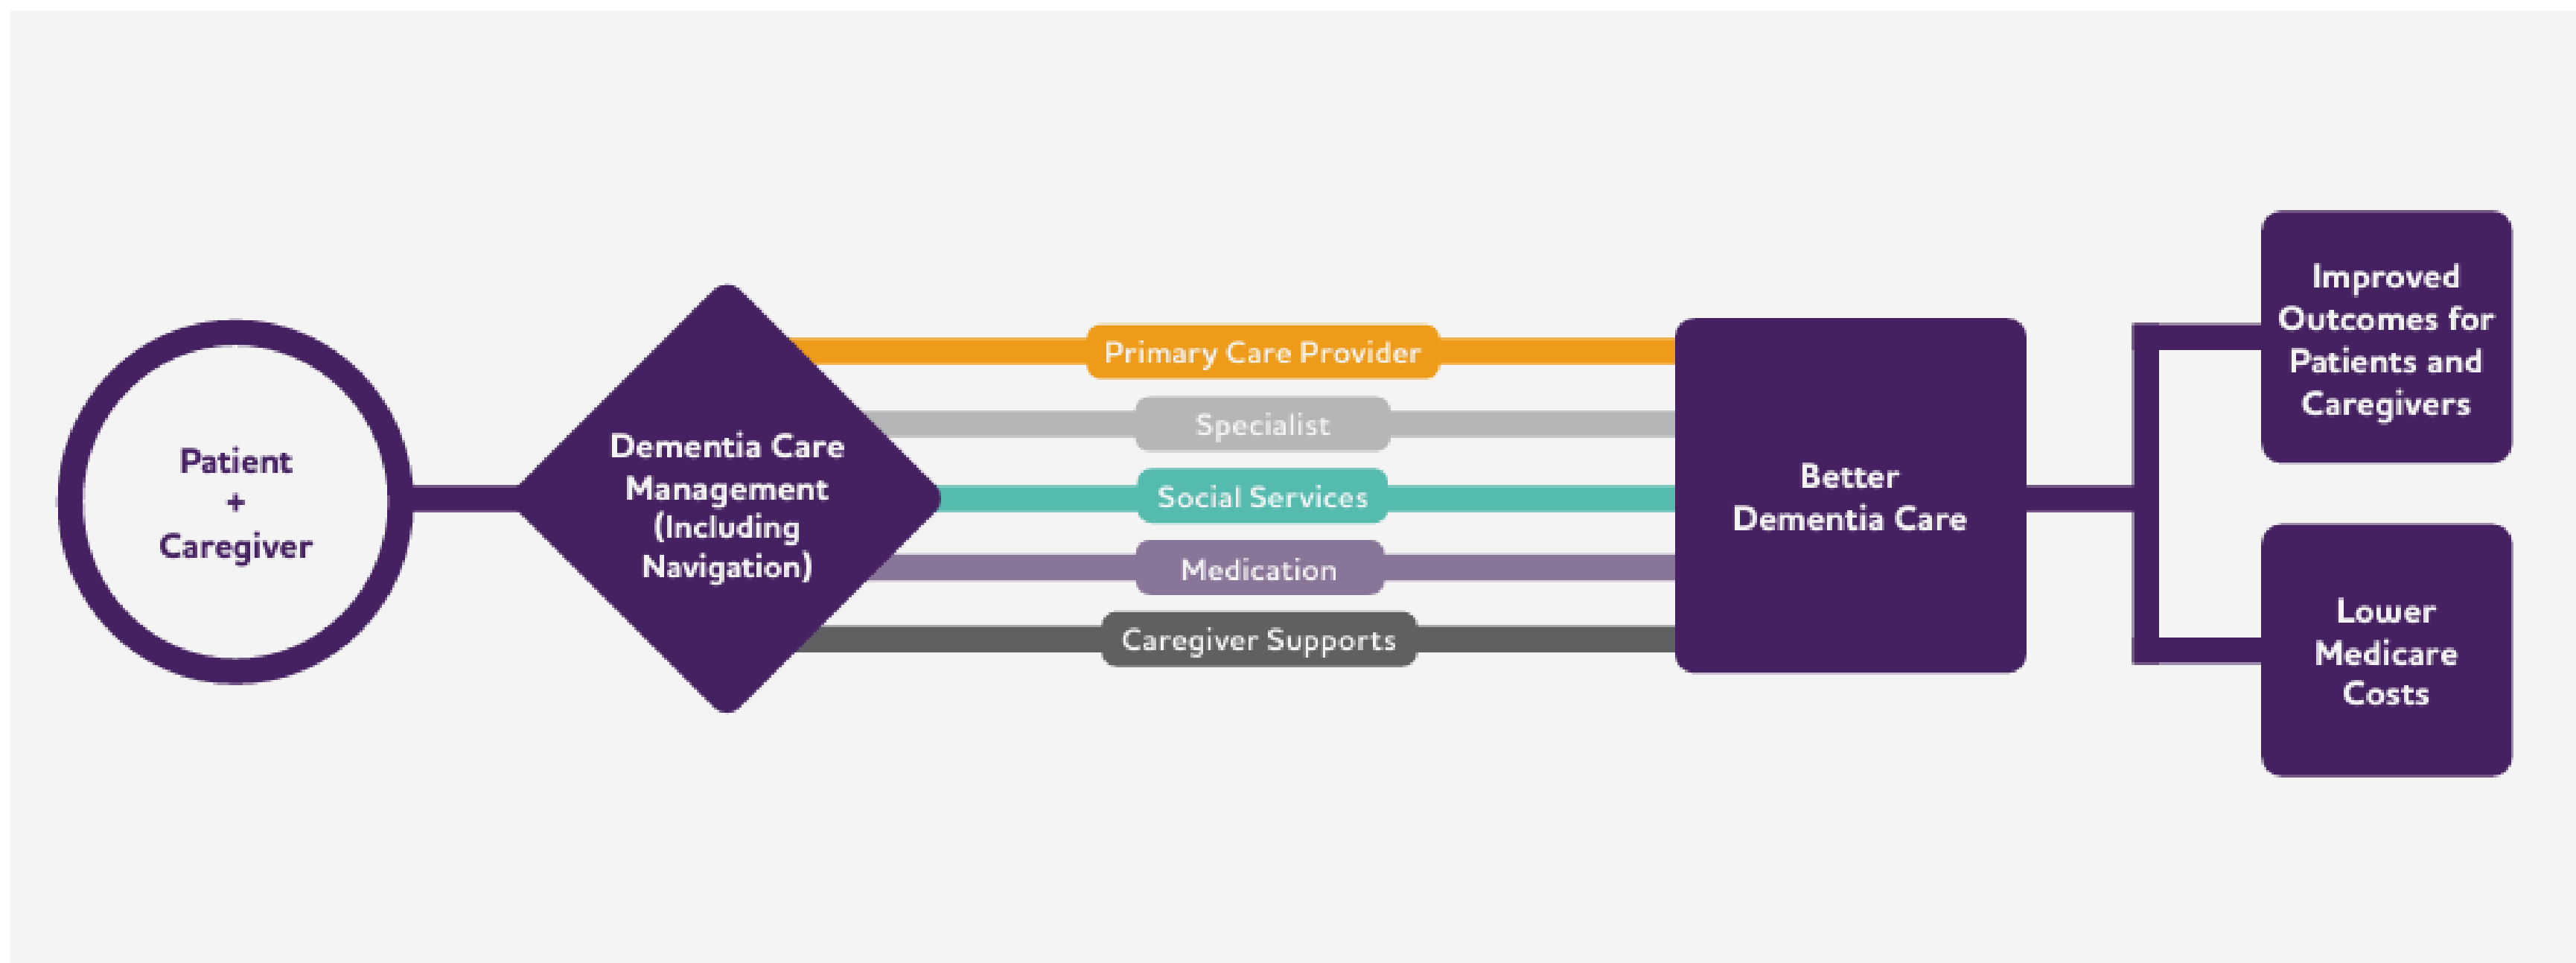 Patient
+
Caregiver
Dementia Care
Management
(Including
Navigation)
Primary Care Provider
Specialist
Social Services
Medication
Caregiver Supports
Better
Dementia Care
Improved
Outcomes for
Patients and
Caregivers
Lower
Medicare
Costs